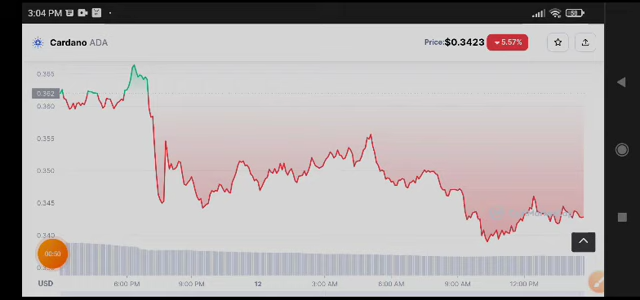 3:04 PM
Cardano ADA
Price: $0.3423 5.57%
0.365
0.362
0.360
0.355
0.350
0.345
0.340
00:50
USD
6:00 PM 9:00 PM 12 3:00 AM 6:00 AM 9:00 AM 12:00 PM